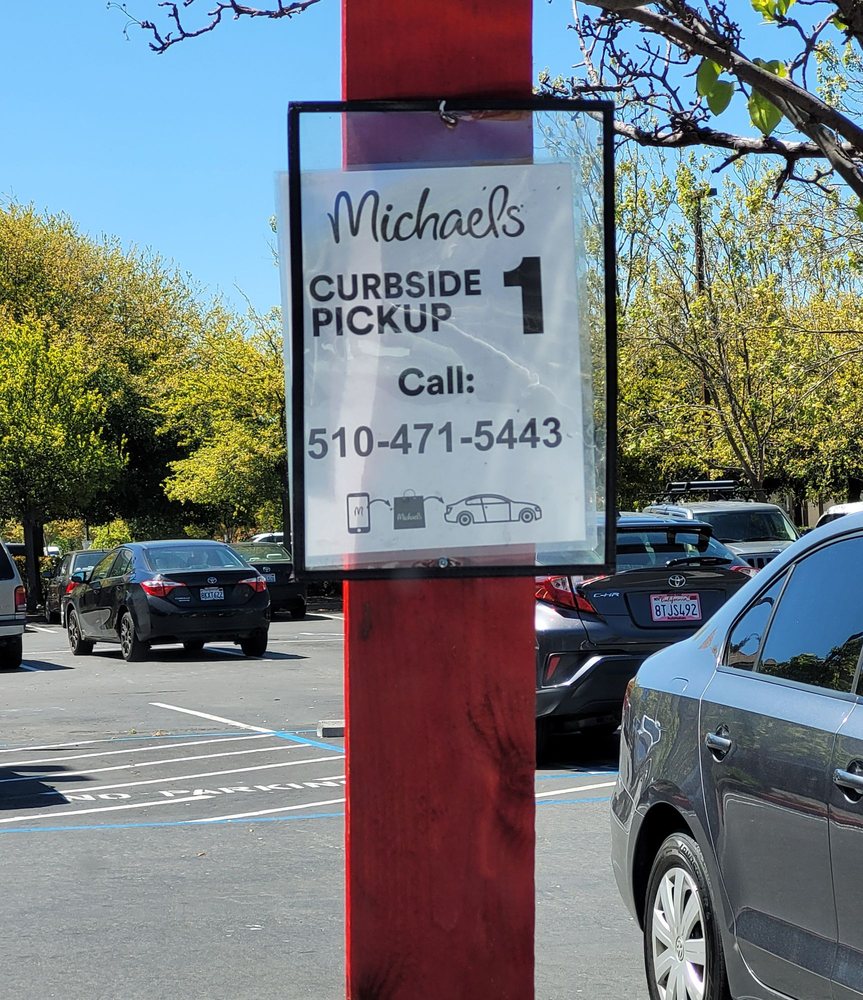 Michaels
CURBSIDE
PICKUP
1
Call:
510-471-5443
Michaels
C-HR
8TJS492
NO PARKING